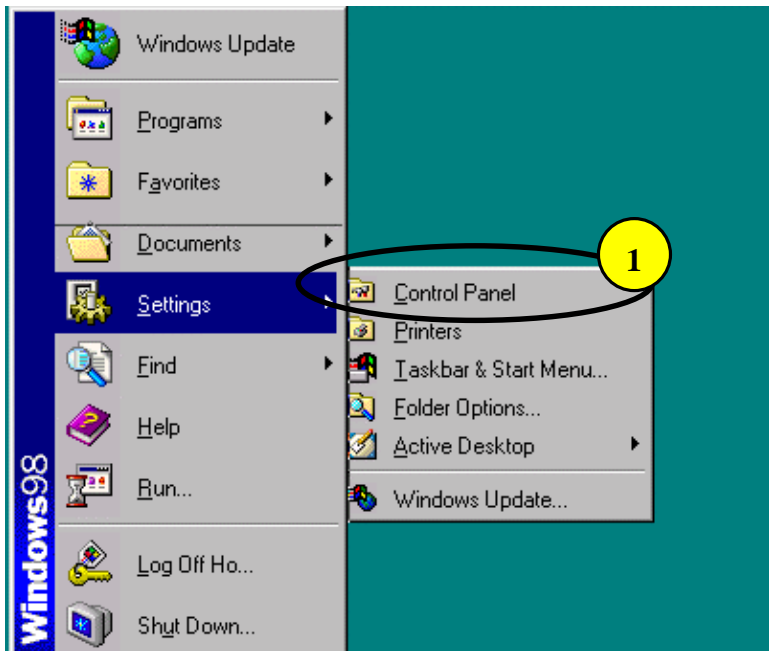 Windows Update
Programs
Favorites
Documents
Settings
Find
Help
Run...
Log Off Ho...
Shut Down...
Windows98
1
Control Panel
Printers
Taskbar & Start Menu...
Folder Options...
Active Desktop
Windows Update...